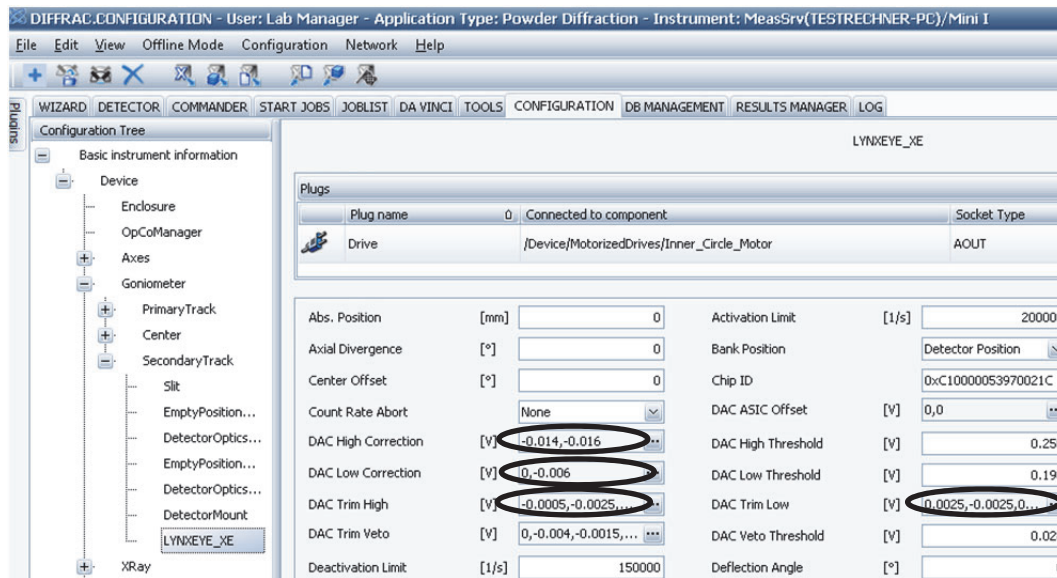 DIFFRAC.CONFIGURATION - User: Lab Manager - Application Type: Powder Diffraction - Instrument: MeasSrv(TESTRECHNER-PC)/Mini I
File Edit View Offline Mode Configuration Network Help
Plugins
WIZARD DETECTOR COMMANDER START JOBS JOBLIST DA VINCI TOOLS CONFIGURATION DB MANAGEMENT RESULTS MANAGER LOG
Configuration Tree
Basic instrument information
Device
Enclosure
OpCoManager
Axes
Goniometer
PrimaryTrack
Center
SecondaryTrack
Slit
EmptyPosition...
DetectorOptics...
EmptyPosition...
DetectorOptics...
DetectorMount
LYNXEYE_XE
XRay
LYNXEYE_XE
Plugs
Plug name Connected to component Socket Type
Drive /Device/MotorizedDrives/Inner_Circle_Motor AOUT
Abs. Position [mm] 0 Activation Limit [1/s] 20000
Axial Divergence [°] 0 Bank Position Detector Position
Center Offset [°] 0 Chip ID 0xC10000053970021C
Count Rate Abort None DAC ASIC Offset [V] 0,0
DAC High Correction [V] -0.014,-0.016 DAC High Threshold [V] 0.25
DAC Low Correction [V] 0,-0.006 DAC Low Threshold [V] 0.19
DAC Trim High [V] -0.0005,-0.0025,... DAC Trim Low [V] 0.0025,-0.0025,0...
DAC Trim Veto [V] 0,-0.004,-0.0015,... DAC Veto Threshold [V] 0.02
Deactivation Limit [1/s] 150000 Deflection Angle [°]